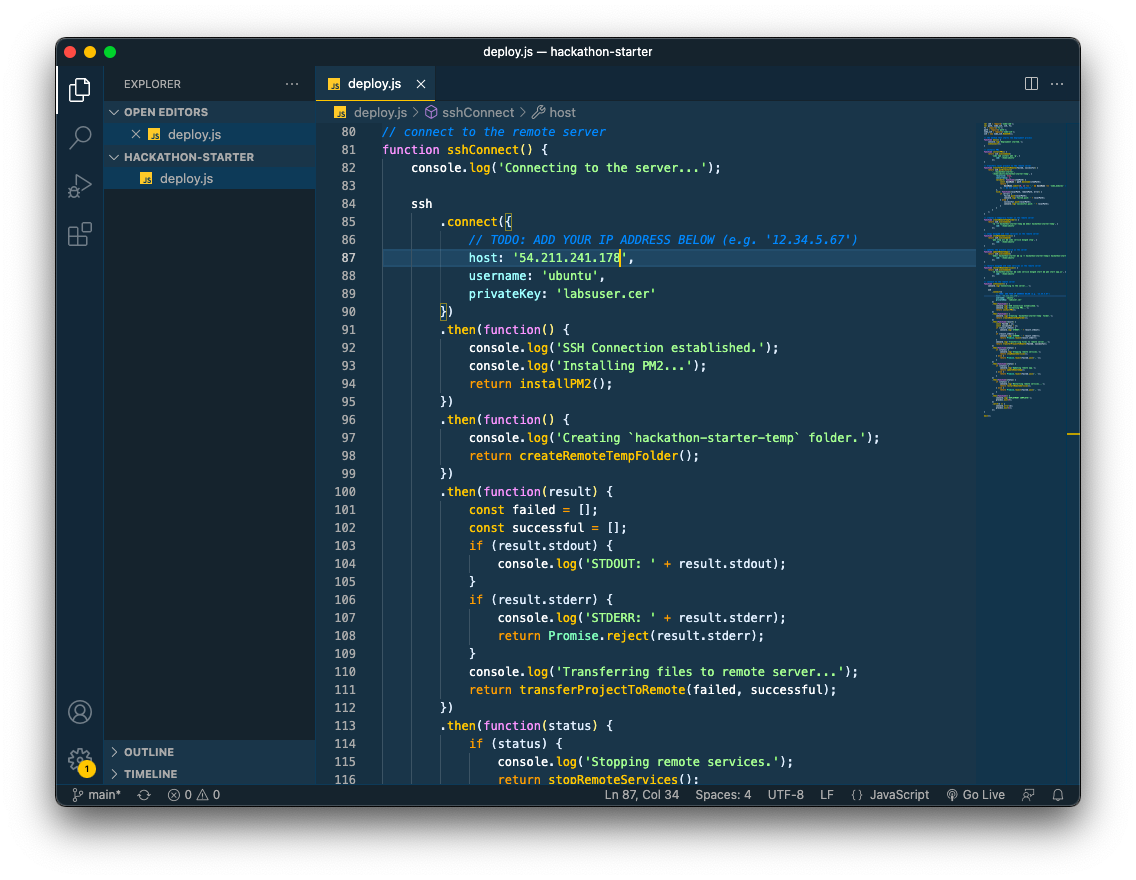 deploy.js — hackathon-starter
EXPLORER
OPEN EDITORS
JS deploy.js
HACKATHON-STARTER
JS deploy.js
OUTLINE
TIMELINE
1
JS deploy.js
JS deploy.js > sshConnect > host
80 // connect to the remote server
81 function sshConnect() {
82 console.log('Connecting to the server...');
83
84 ssh
85 .connect({
86 // TODO: ADD YOUR IP ADDRESS BELOW (e.g. '12.34.5.67')
87 host: '54.211.241.178',
88 username: 'ubuntu',
89 privateKey: 'labsuser.cer'
90 })
91 .then(function() {
92 console.log('SSH Connection established.');
93 console.log('Installing PM2...');
94 return installPM2();
95 })
96 .then(function() {
97 console.log('Creating `hackathon-starter-temp` folder.');
98 return createRemoteTempFolder();
99 })
100 .then(function(result) {
101 const failed = [];
102 const successful = [];
103 if (result.stdout) {
104 console.log('STDOUT: ' + result.stdout);
105 }
106 if (result.stderr) {
107 console.log('STDERR: ' + result.stderr);
108 return Promise.reject(result.stderr);
109 }
110 console.log('Transferring files to remote server...');
111 return transferProjectToRemote(failed, successful);
112 })
113 .then(function(status) {
114 if (status) {
115 console.log('Stopping remote services.');
116 return stopRemoteServices();
main* 0 0 Ln 87, Col 34 Spaces: 4 UTF-8 LF {} JavaScript Go Live